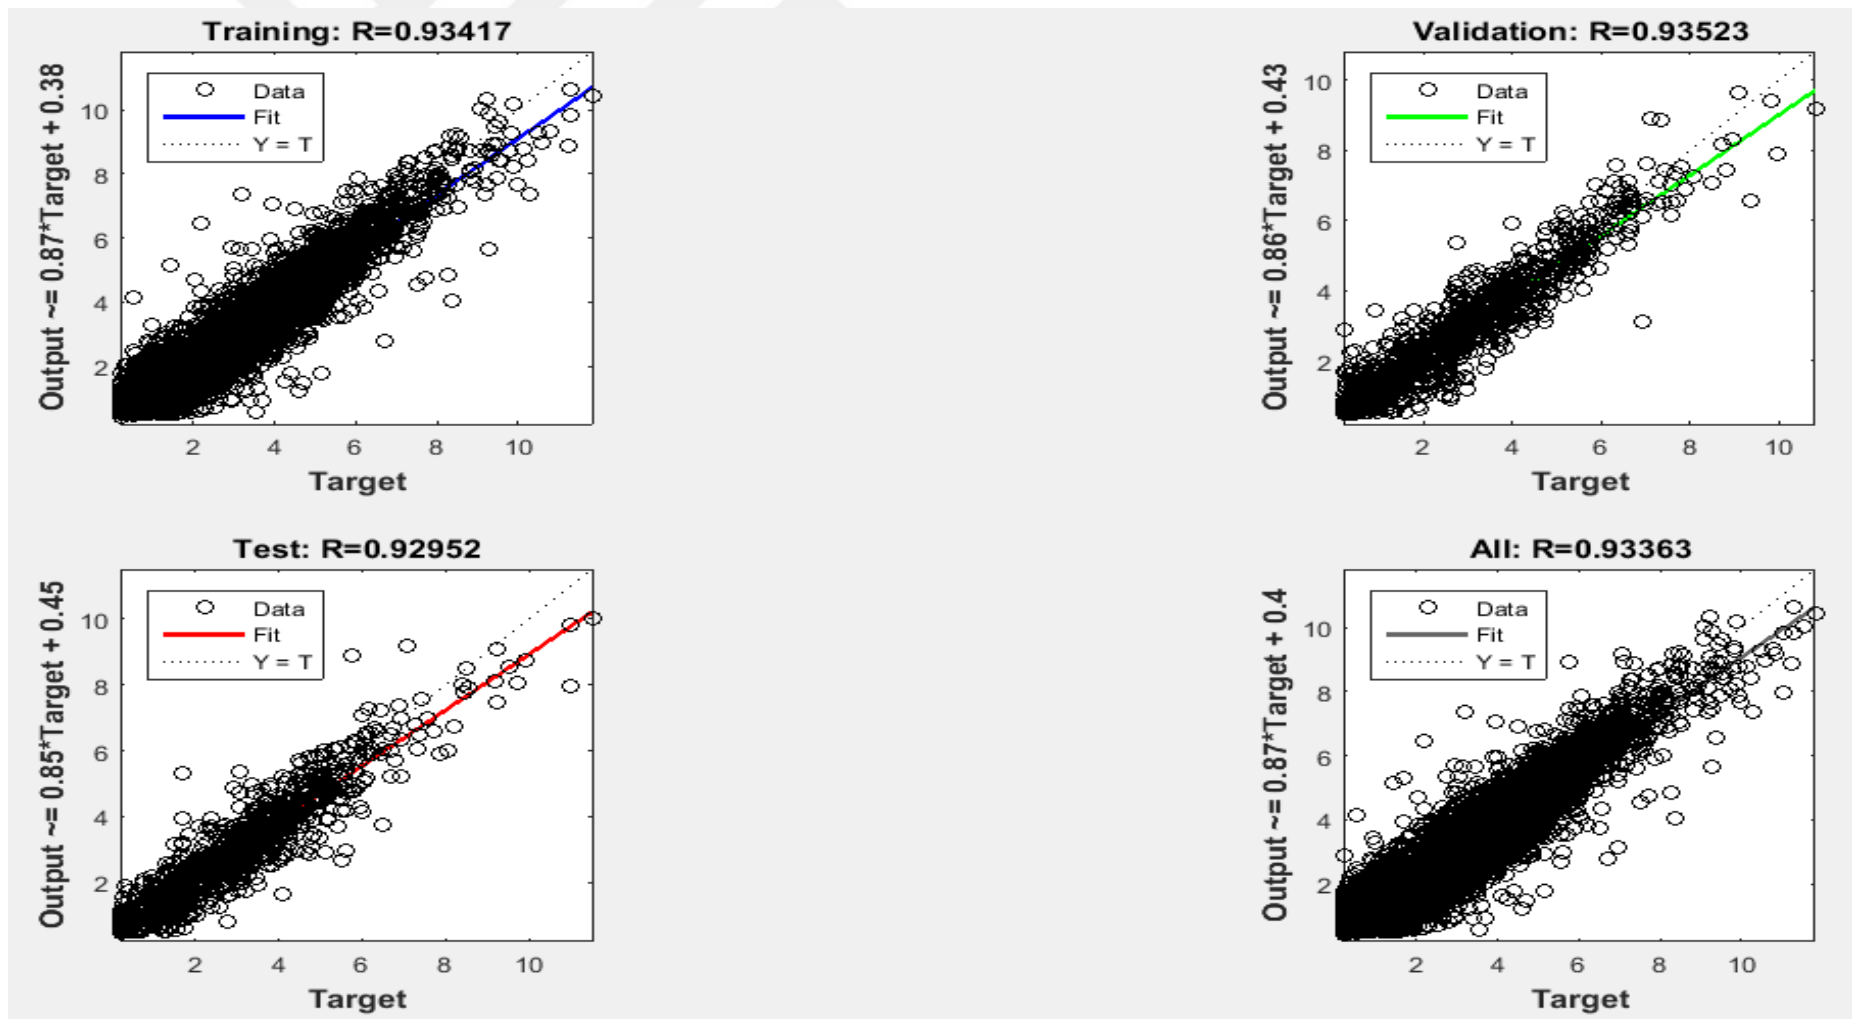 Training: R=0.93417
Output ~= 0.87*Target + 0.38
Data
Fit
Y = T
10
8
6
4
2
2 4 6 8 10
Target
Validation: R=0.93523
Output ~= 0.86*Target + 0.43
Data
Fit
Y = T
10
8
6
4
2
2 4 6 8 10
Target
Test: R=0.92952
Output ~= 0.85*Target + 0.45
Data
Fit
Y = T
10
8
6
4
2
2 4 6 8 10
Target
All: R=0.93363
Output ~= 0.87*Target + 0.4
Data
Fit
Y = T
10
8
6
4
2
2 4 6 8 10
Target